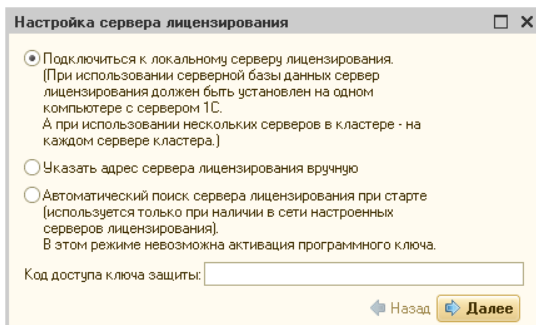 Настройка сервера лицензирования
Подключиться к локальному серверу лицензирования.
(При использовании серверной базы данных сервер
лицензирования должен быть установлен на одном
компьютере с сервером 1С.
А при использовании нескольких серверов в кластере - на
каждом сервере кластера.)
Указать адрес сервера лицензирования вручную
Автоматический поиск сервера лицензирования при старте
(используется только при наличии в сети настроенных
серверов лицензирования).
В этом режиме невозможна активация программного ключа.
Код доступа ключа защиты:
Назад Далее